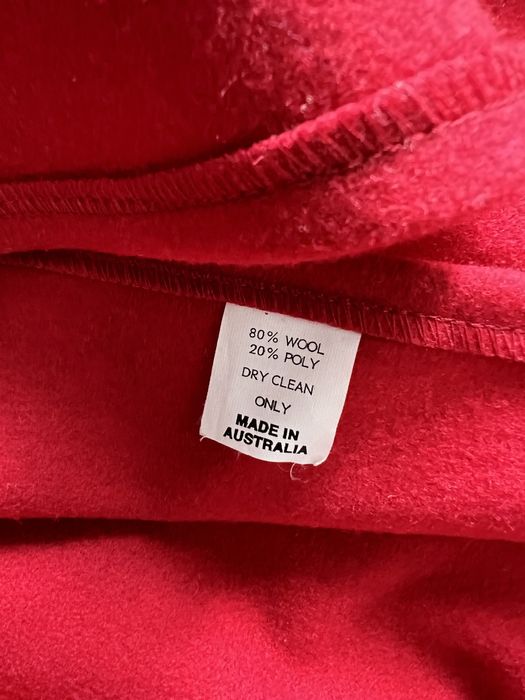 80% WOOL
20% POLY
DRY CLEAN
ONLY
MADE IN
AUSTRALIA